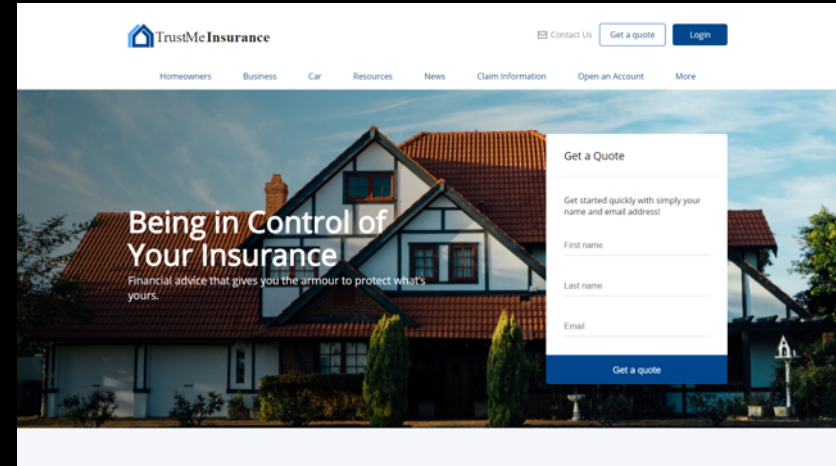 TrustMe Insurance
Contact Us
Get a quote
Login
Homeowners
Business
Car
Resources
News
Claim Information
Open an Account
More
Being in Control of
Your Insurance
Financial advice that gives you the armour to protect what's
yours.
Get a Quote
Get started quickly with simply your
name and email address!
First name
Last name
Email
Get a quote